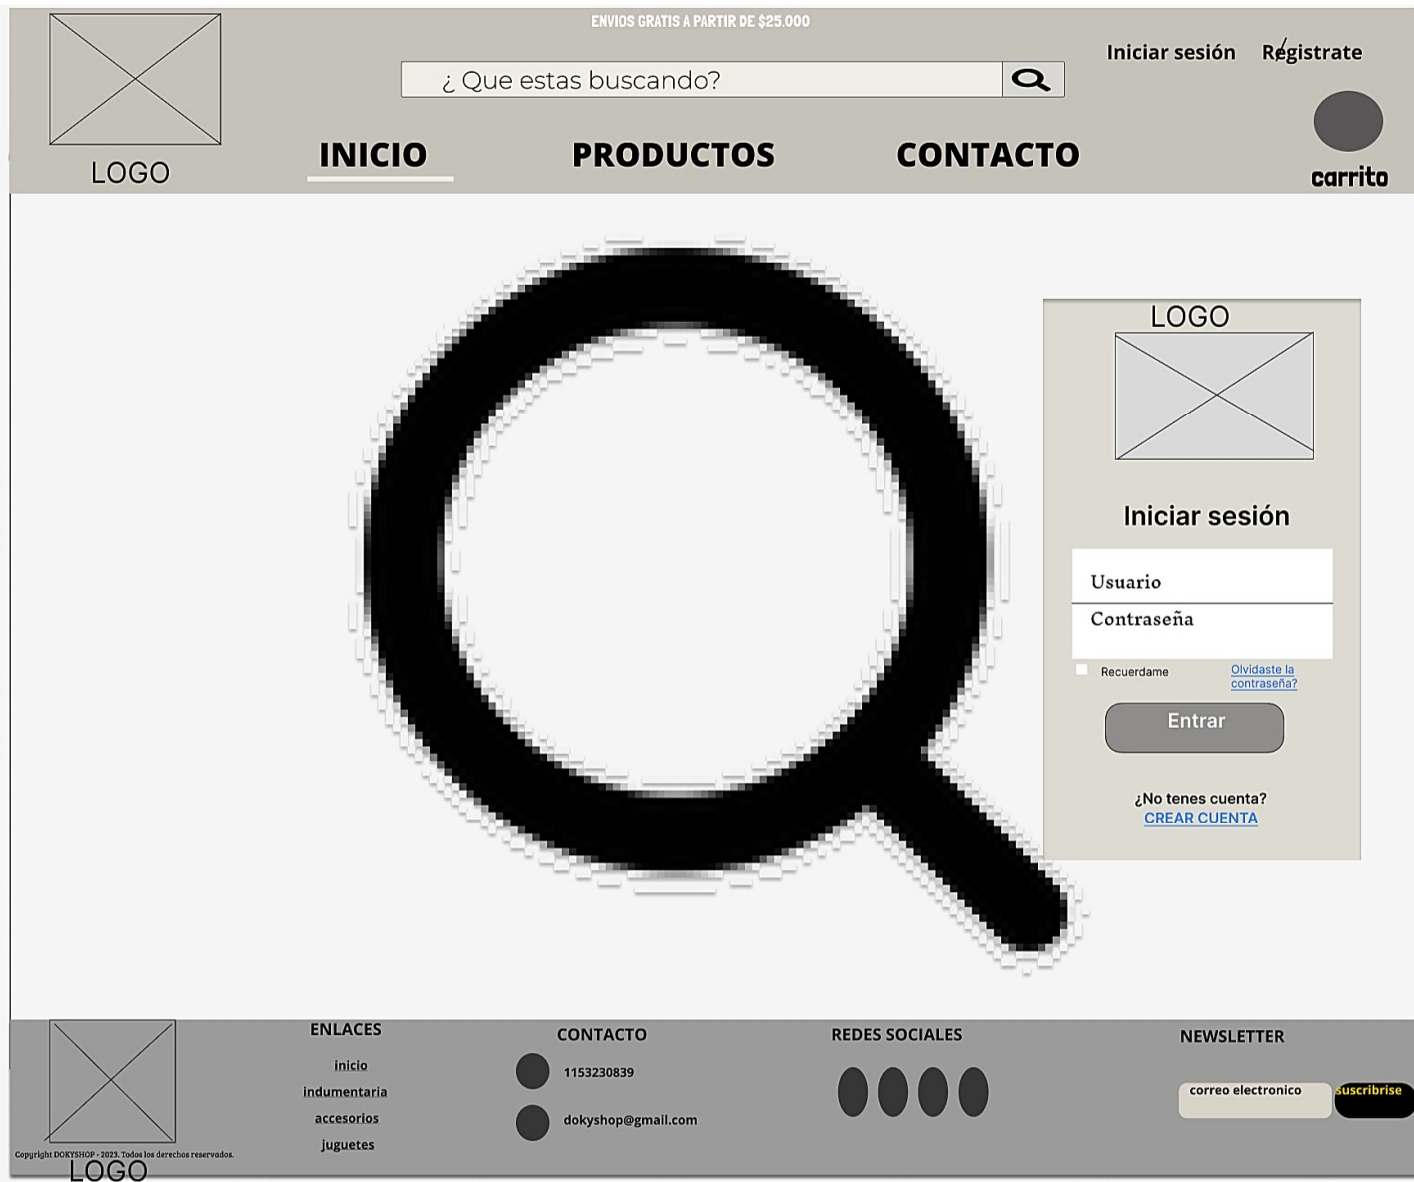 ENVIOS GRATIS A PARTIR DE $25.000
Iniciar sesión
Registrate
¿ Que estas buscando?
LOGO
INICIO
PRODUCTOS
CONTACTO
carrito
LOGO
Iniciar sesión
Usuario
Contraseña
Recuerdame
Olvidaste la
contraseña?
Entrar
¿No tenes cuenta?
CREAR CUENTA
Copyright DOKYSHOP - 2023. Todos los derechos reservados.
LOGO
ENLACES
inicio
indumentaria
accesorios
juguetes
CONTACTO
1153230839
dokyshop@gmail.com
REDES SOCIALES
NEWSLETTER
correo electronico
suscribrise